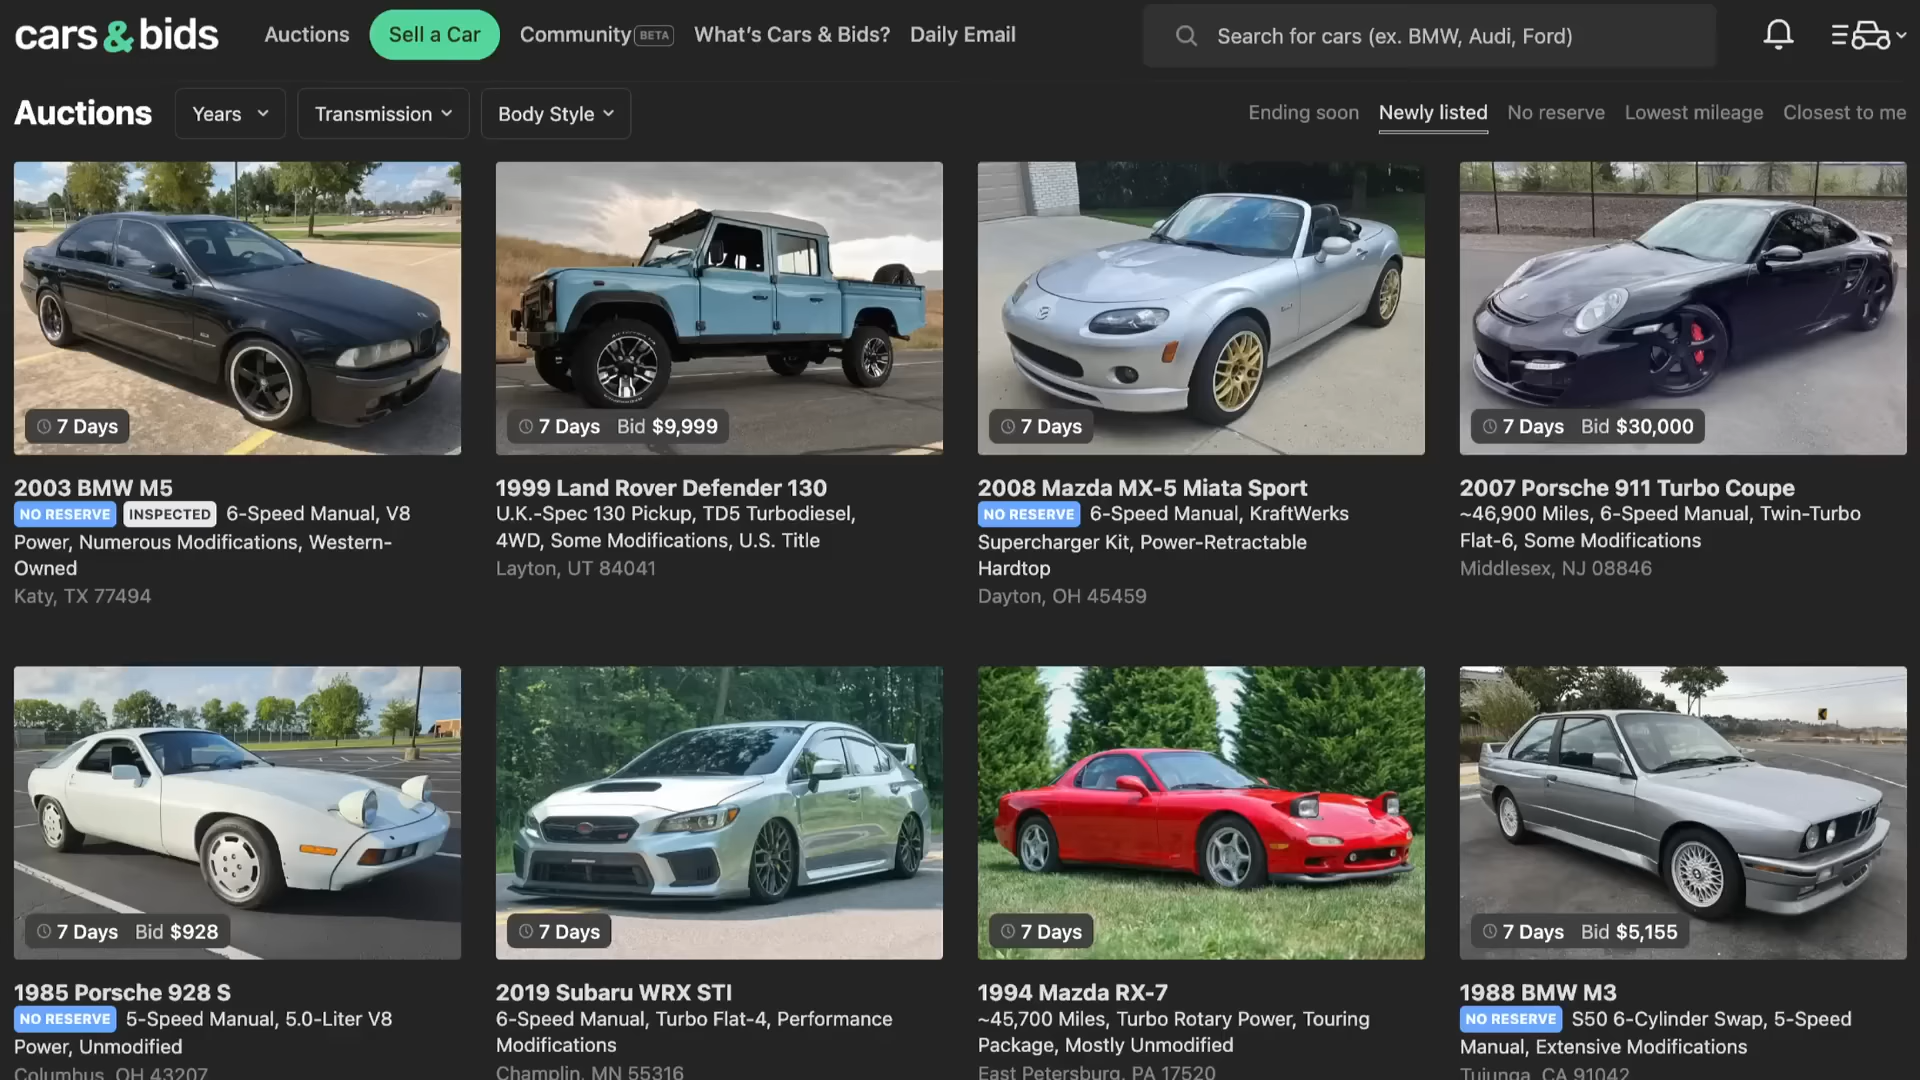 cars & bids
Auctions
Sell a Car
Community BETA
What's Cars & Bids?
Daily Email
Search for cars (ex. BMW, Audi, Ford)
Auctions
Years
Transmission
Body Style
Ending soon
Newly listed
No reserve
Lowest mileage
Closest to me
7 Days
2003 BMW M5
NO RESERVE INSPECTED 6-Speed Manual, V8
Power, Numerous Modifications, Western-
Owned
Katy, TX 77494
7 Days Bid $9,999
1999 Land Rover Defender 130
U.K.-Spec 130 Pickup, TD5 Turbodiesel,
4WD, Some Modifications, U.S. Title
Layton, UT 84041
7 Days
2008 Mazda MX-5 Miata Sport
NO RESERVE 6-Speed Manual, KraftWerks
Supercharger Kit, Power-Retractable
Hardtop
Dayton, OH 45459
7 Days Bid $30,000
2007 Porsche 911 Turbo Coupe
~46,900 Miles, 6-Speed Manual, Twin-Turbo
Flat-6, Some Modifications
Middlesex, NJ 08846
7 Days Bid $928
1985 Porsche 928 S
NO RESERVE 5-Speed Manual, 5.0-Liter V8
Power, Unmodified
Columbus, OH 43207
7 Days
2019 Subaru WRX STI
6-Speed Manual, Turbo Flat-4, Performance
Modifications
Champlin, MN 55316
7 Days
1994 Mazda RX-7
~45,700 Miles, Turbo Rotary Power, Touring
Package, Mostly Unmodified
East Petersburg, PA 17520
7 Days Bid $5,155
1988 BMW M3
NO RESERVE S50 6-Cylinder Swap, 5-Speed
Manual, Extensive Modifications
Tujunga, CA 91042